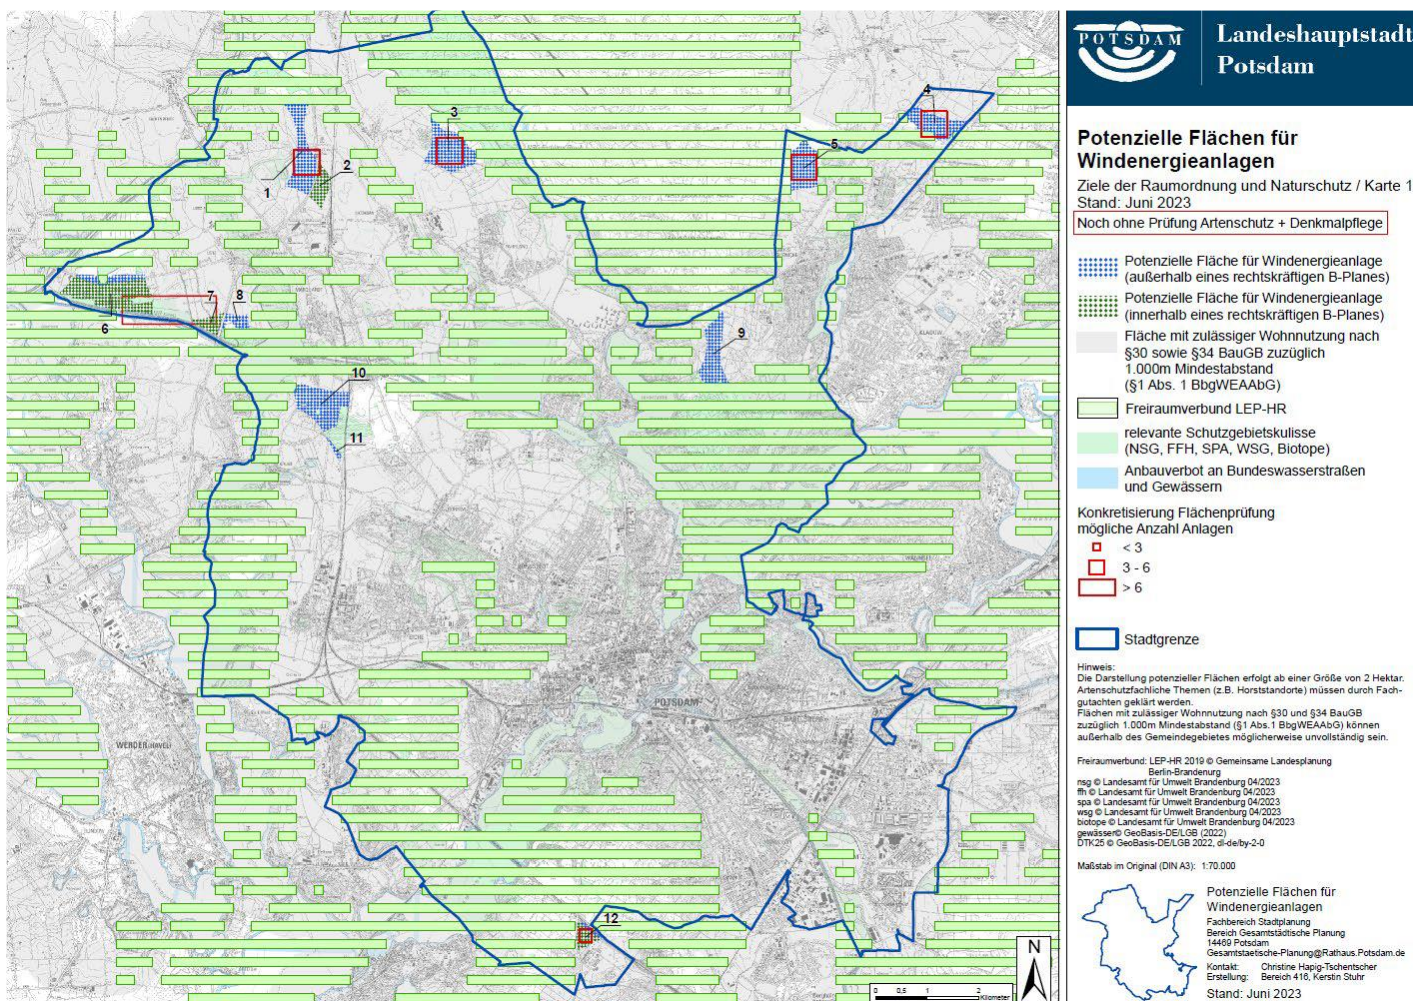 POTSDAM
Landeshauptstadt
Potsdam
Potenzielle Flächen für
Windenergieanlagen
Ziele der Raumordnung und Naturschutz / Karte 1
Stand: Juni 2023
Noch ohne Prüfung Artenschutz + Denkmalpflege
Potenzielle Fläche für Windenergieanlage
(außerhalb eines rechtskräftigen B-Planes)
Potenzielle Fläche für Windenergieanlage
(innerhalb eines rechtskräftigen B-Planes)
Fläche mit zulässiger Wohnnutzung nach
§30 sowie §34 BauGB zuzüglich
1.000m Mindestabstand
(§1 Abs. 1 BbgWEAAbG)
Freiraumverbund LEP-HR
relevante Schutzgebietskulisse
(NSG, FFH, SPA, WSG, Biotope)
Anbauverbot an Bundeswasserstraßen
und Gewässern
Konkretisierung Flächenprüfung
mögliche Anzahl Anlagen
< 3
3 - 6
> 6
Stadtgrenze
Hinweis:
Die Darstellung potenzieller Flächen erfolgt ab einer Größe von 2 Hektar.
Artenschutzfachliche Themen (z.B. Horststandorte) müssen durch Fach-
gutachten geklärt werden.
Flächen mit zulässiger Wohnnutzung nach §30 und §34 BauGB
zuzüglich 1.000m Mindestabstand (§1 Abs.1 BbgWEAAbG) können
außerhalb des Gemeindegebietes möglicherweise unvollständig sein.
Freiraumverbund: LEP-HR 2019 © Gemeinsame Landesplanung
Berlin-Brandenurg
nsg © Landesamt für Umwelt Brandenburg 04/2023
ffh © Landesamt für Umwelt Brandenburg 04/2023
spa © Landesamt für Umwelt Brandenburg 04/2023
wsg © Landesamt für Umwelt Brandenburg 04/2023
biotope © Landesamt für Umwelt Brandenburg 04/2023
gewässer© GeoBasis-DE/LGB (2022)
DTK25 © GeoBasis-DE/LGB 2022, dl-de/by-2-0
Maßstab im Original (DIN A3): 1:70.000
Potenzielle Flächen für
Windenergieanlagen
Fachbereich Stadtplanung
Bereich Gesamtstädtische Planung
14469 Potsdam
Gesamtstaetische-Planung@Rathaus.Potsdam.de
Kontakt: Christine Hapig-Tschentscher
Erstellung: Bereich 416, Kerstin Stuhr
Stand: Juni 2023
1
2
3
4
5
6
7
8
9
10
11
12
POTSDAM
WERDER (HAVEL)
N
0 0,5 1 2
Kilometer